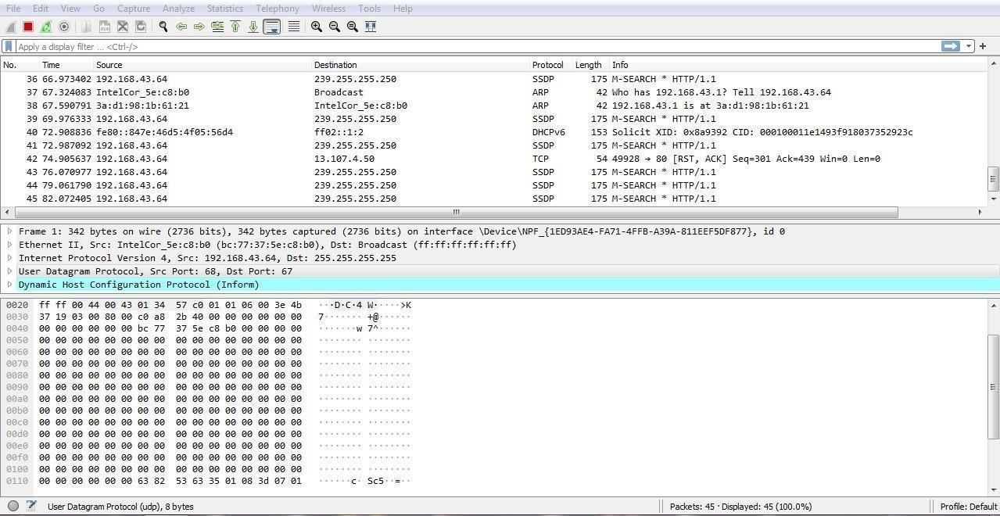 File Edit View Go Capture Analyze Statistics Telephony Wireless Tools Help
Apply a display filter ... <Ctrl-/>
No. Time Source Destination Protocol Length Info
36 66.973402 192.168.43.64 239.255.255.250 SSDP 175 M-SEARCH * HTTP/1.1
37 67.324083 IntelCor_5e:c8:b0 Broadcast ARP 42 Who has 192.168.43.1? Tell 192.168.43.64
38 67.590791 3a:d1:98:1b:61:21 IntelCor_5e:c8:b0 ARP 42 192.168.43.1 is at 3a:d1:98:1b:61:21
39 69.976333 192.168.43.64 239.255.255.250 SSDP 175 M-SEARCH * HTTP/1.1
40 72.908836 fe80::847e:46d5:4f05:56d4 ff02::1:2 DHCPv6 153 Solicit XID: 0x8a9392 CID: 000100011e1493f918037352923c
41 72.987092 192.168.43.64 239.255.255.250 SSDP 175 M-SEARCH * HTTP/1.1
42 74.905637 192.168.43.64 13.107.4.50 TCP 54 49928 → 80 [RST, ACK] Seq=301 Ack=439 Win=0 Len=0
43 76.070977 192.168.43.64 239.255.255.250 SSDP 175 M-SEARCH * HTTP/1.1
44 79.061790 192.168.43.64 239.255.255.250 SSDP 175 M-SEARCH * HTTP/1.1
45 82.072405 192.168.43.64 239.255.255.250 SSDP 175 M-SEARCH * HTTP/1.1
Frame 1: 342 bytes on wire (2736 bits), 342 bytes captured (2736 bits) on interface \Device\NPF_{1ED93AE4-FA71-4FFB-A39A-811EEF5DF877}, id 0
Ethernet II, Src: IntelCor_5e:c8:b0 (bc:77:37:5e:c8:b0), Dst: Broadcast (ff:ff:ff:ff:ff:ff)
Internet Protocol Version 4, Src: 192.168.43.64, Dst: 255.255.255.255
User Datagram Protocol, Src Port: 68, Dst Port: 67
Dynamic Host Configuration Protocol (Inform)
0020 ff ff 00 44 00 43 01 34 57 c0 01 01 06 00 3e 4b ···D·C·4 W·····>K
0030 37 19 03 00 80 00 c0 a8 2b 40 00 00 00 00 00 00 7······· +@······
0040 00 00 00 00 00 00 bc 77 37 5e c8 b0 00 00 00 00 ·······w 7^······
0050 00 00 00 00 00 00 00 00 00 00 00 00 00 00 00 00 ········ ········
0060 00 00 00 00 00 00 00 00 00 00 00 00 00 00 00 00 ········ ········
0070 00 00 00 00 00 00 00 00 00 00 00 00 00 00 00 00 ········ ········
0080 00 00 00 00 00 00 00 00 00 00 00 00 00 00 00 00 ········ ········
0090 00 00 00 00 00 00 00 00 00 00 00 00 00 00 00 00 ········ ········
00a0 00 00 00 00 00 00 00 00 00 00 00 00 00 00 00 00 ········ ········
00b0 00 00 00 00 00 00 00 00 00 00 00 00 00 00 00 00 ········ ········
00c0 00 00 00 00 00 00 00 00 00 00 00 00 00 00 00 00 ········ ········
00d0 00 00 00 00 00 00 00 00 00 00 00 00 00 00 00 00 ········ ········
00e0 00 00 00 00 00 00 00 00 00 00 00 00 00 00 00 00 ········ ········
00f0 00 00 00 00 00 00 00 00 00 00 00 00 00 00 00 00 ········ ········
0100 00 00 00 00 00 00 00 00 00 00 00 00 00 00 00 00 ········ ········
0110 00 00 00 00 00 00 63 82 53 63 35 01 08 3d 07 01 ······c· Sc5··=··
User Datagram Protocol (udp), 8 bytes Packets: 45 · Displayed: 45 (100.0%) Profile: Default